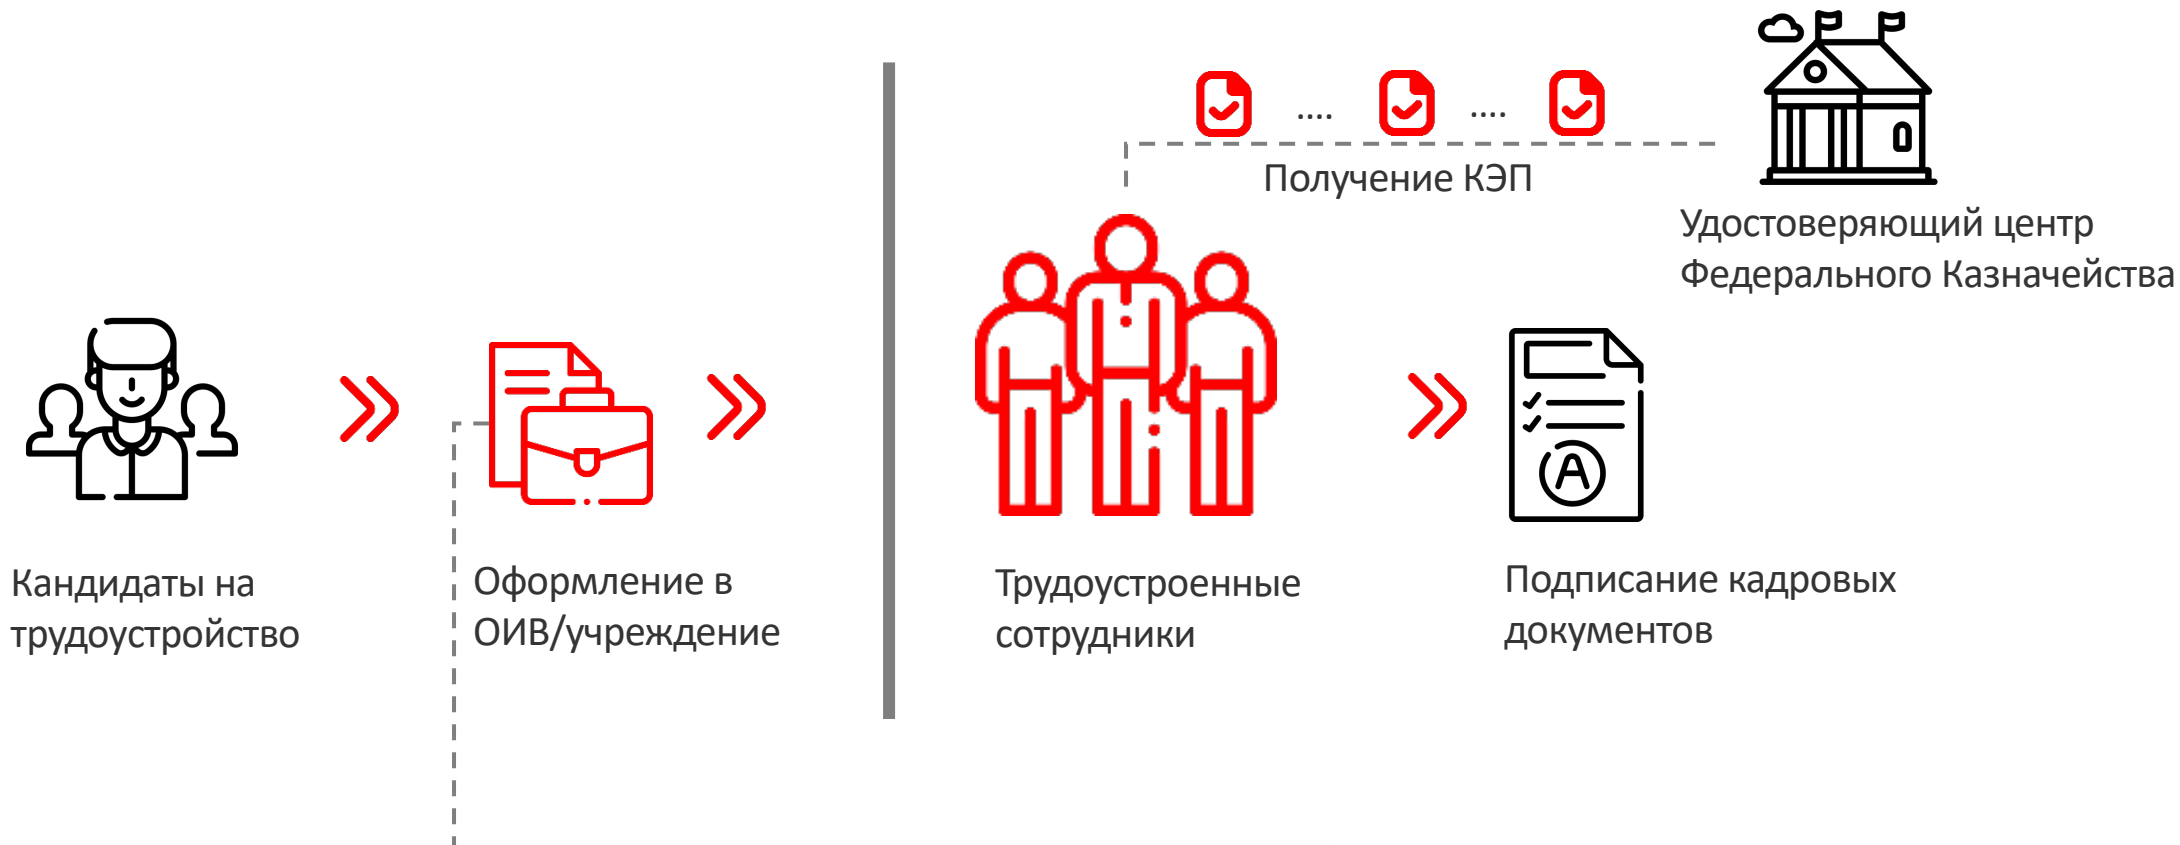 Получение КЭП
Удостоверяющий центр
Федерального Казначейства
Кандидаты на
трудоустройство
Оформление в
ОИВ/учреждение
Трудоустроенные
сотрудники
Подписание кадровых
документов
А